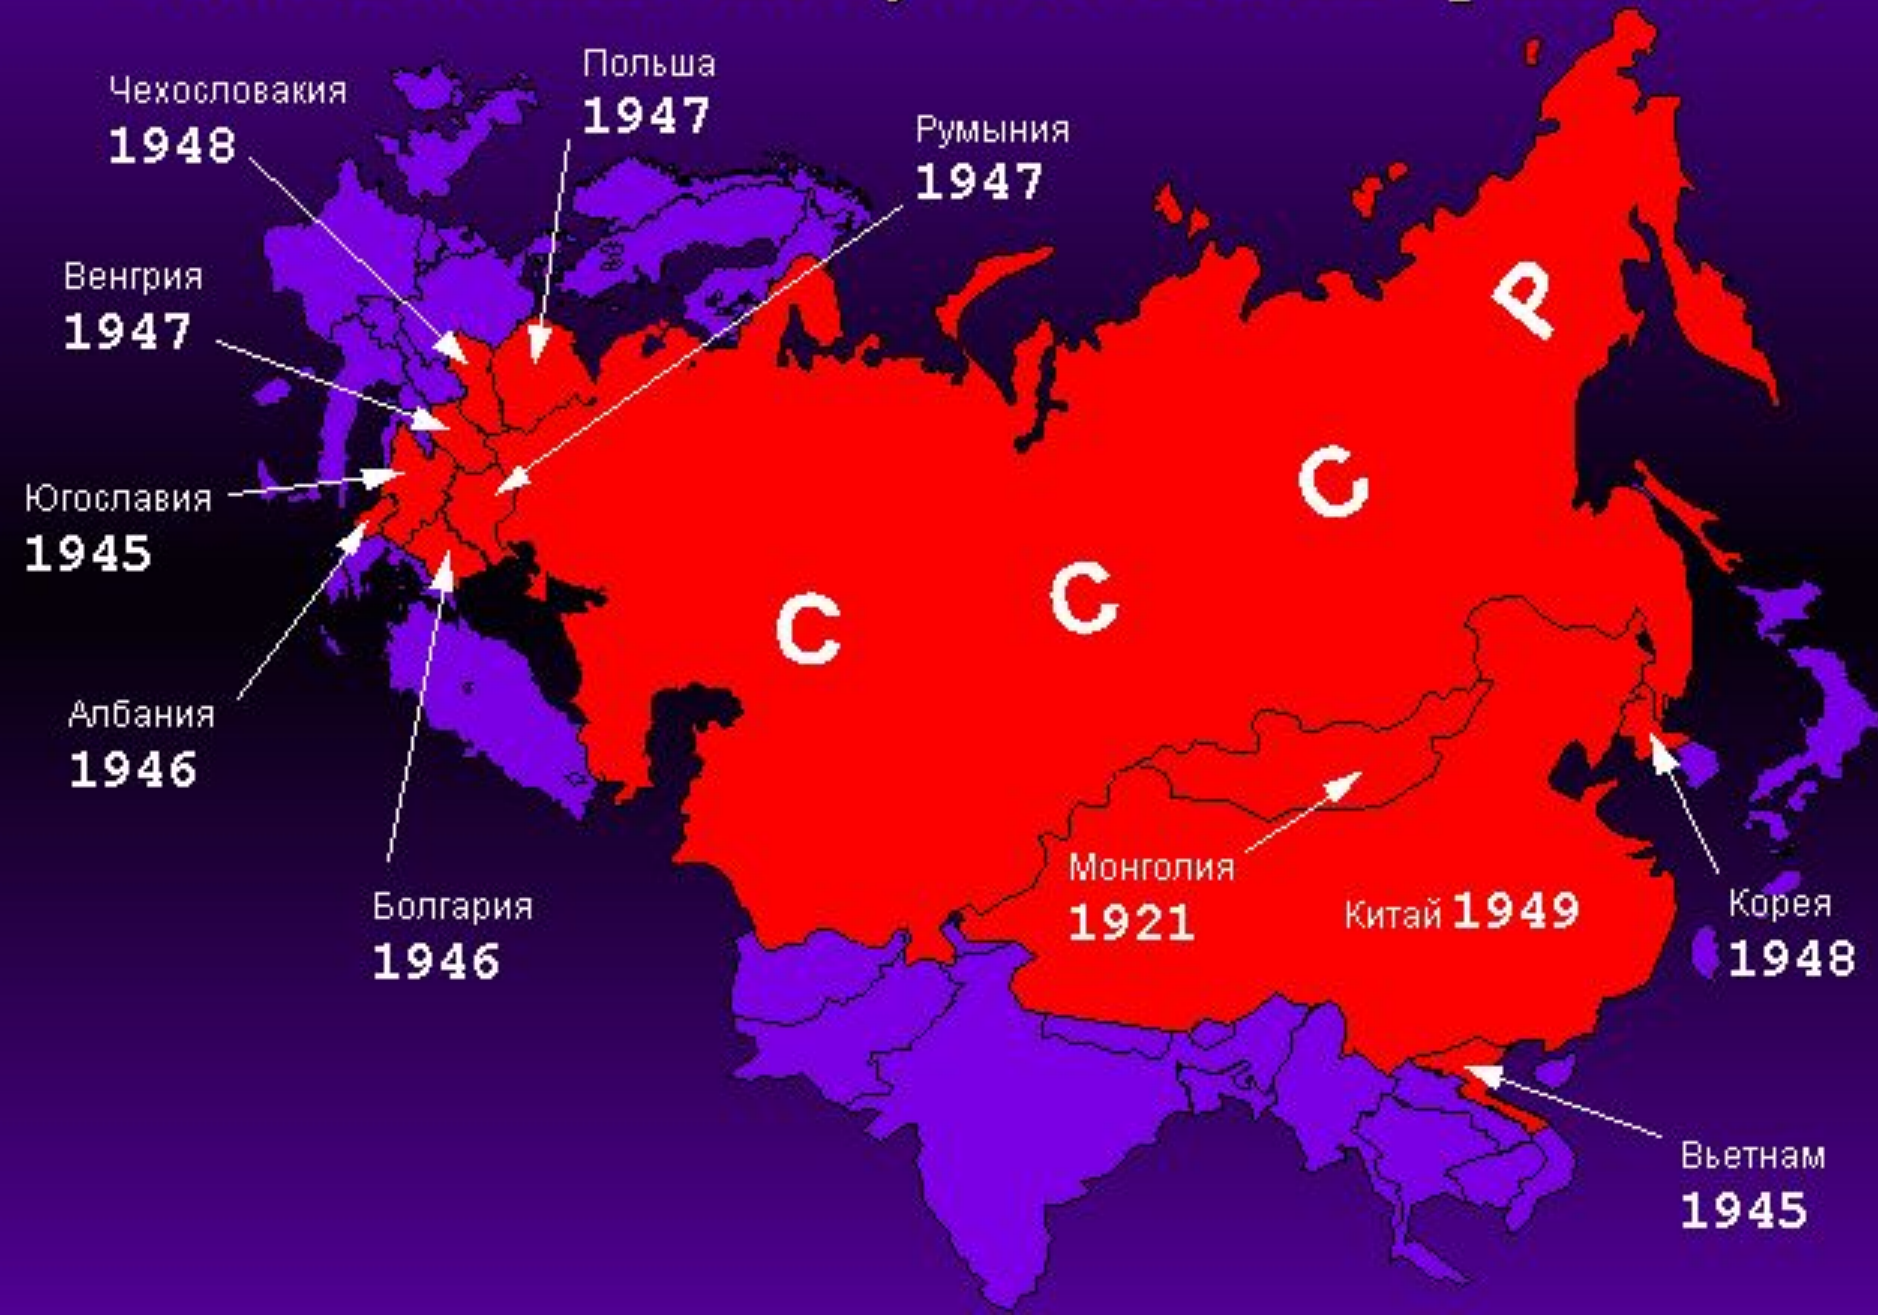 Чехословакия
1948
Польша
1947
Румыния
1947
Венгрия
1947
Югославия
1945
Албания
1946
Болгария
1946
С С С Р
Монголия
1921
Китай 1949
Корея
1948
Вьетнам
1945